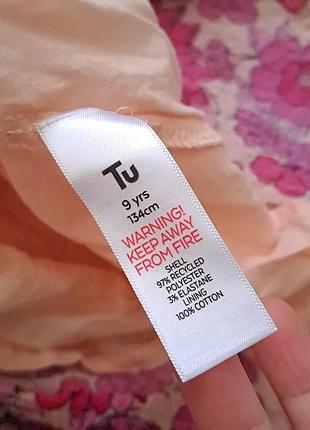 Tu
9 yrs
134cm
WARNING!
KEEP AWAY
FROM FIRE
SHELL
97% RECYCLED
POLYESTER
3% ELASTANE
LINING
100% COTTON